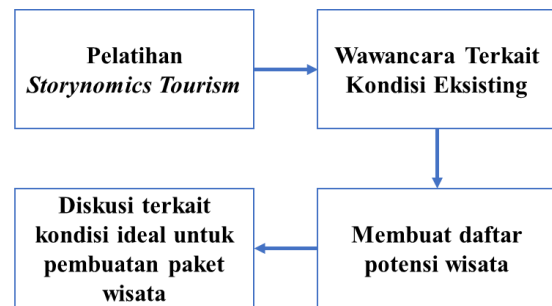 Pelatihan
Storynomics Tourism
Wawancara Terkait
Kondisi Eksisting
Membuat daftar
potensi wisata
Diskusi terkait
kondisi ideal untuk
pembuatan paket
wisata